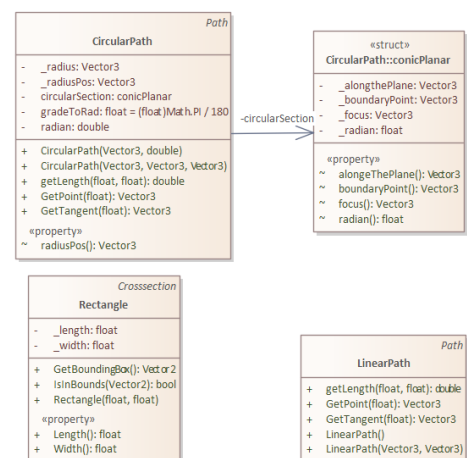 Path
CircularPath
- _radius: Vector3
- _radiusPos: Vector3
- circularSection: conicPlanar
- gradeToRad: float = (float)Math.PI / 180
- radian: double
+ CircularPath(Vector3, double)
+ CircularPath(Vector3, Vector3, Vector3)
+ getLength(float, float): double
+ GetPoint(float): Vector3
+ GetTangent(float): Vector3
«property»
~ radiusPos(): Vector3
-circularSection
«struct»
CircularPath::conicPlanar
- _alongthePlane: Vector3
- _boundaryPoint: Vector3
- _focus: Vector3
- _radian: float
«property»
~ alongeThePlane(): Vector3
~ boundaryPoint(): Vector3
~ focus(): Vector3
~ radian(): float
Crosssection
Rectangle
- _length: float
- _width: float
+ GetBoundingBox(): Vector2
+ IsInBounds(Vector2): bool
+ Rectangle(float, float)
«property»
+ Length(): float
+ Width(): float
Path
LinearPath
+ getLength(float, float): double
+ GetPoint(float): Vector3
+ GetTangent(float): Vector3
+ LinearPath()
+ LinearPath(Vector3, Vector3)